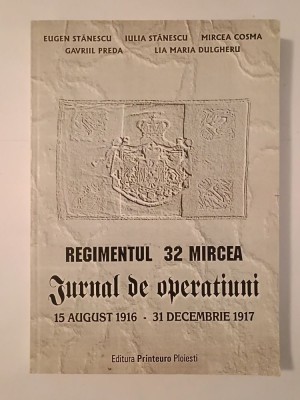 EUGEN STĂNESCU IULIA STĂNESCU MIRCEA COSMA
GAVRIIL PREDA LIA MARIA DULGHERU
REGIMENTUL 32 MIRCEA
Jurnal de operatiuni
15 AUGUST 1916 - 31 DECEMBRIE 1917
Editura Printeuro Ploiesti